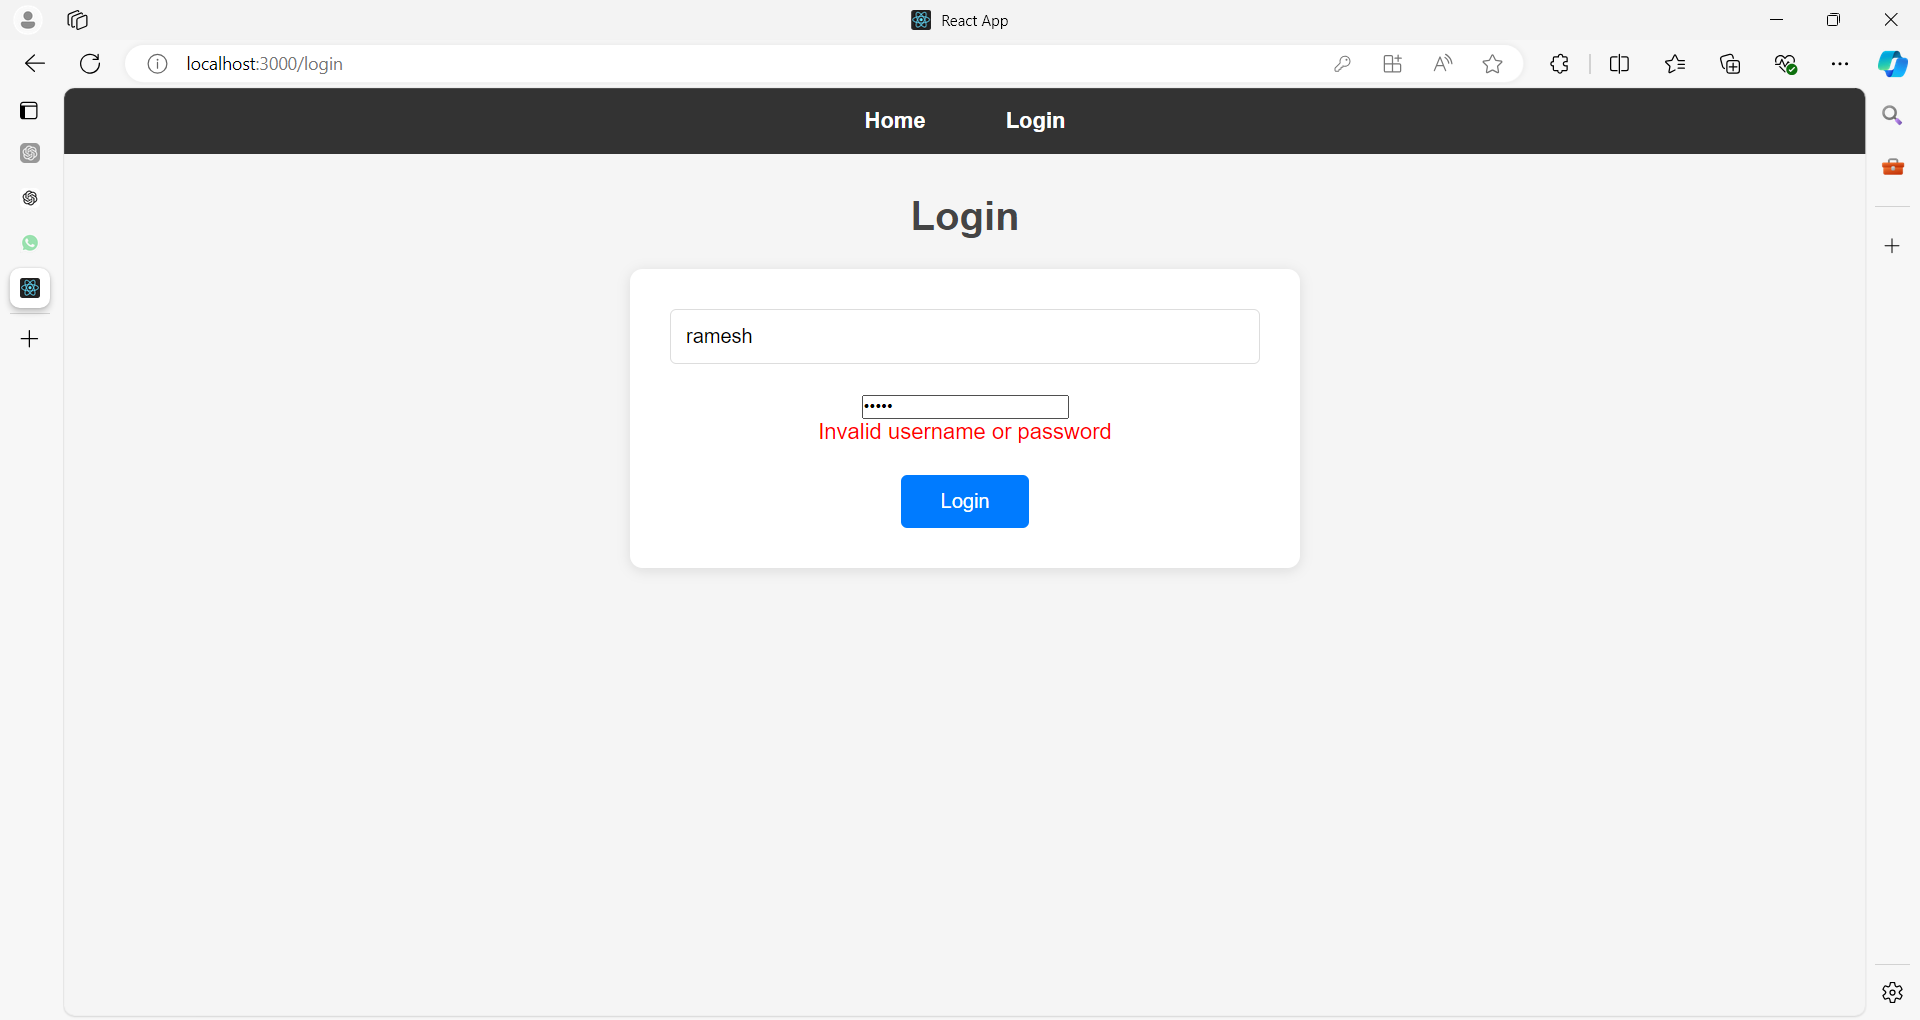 React App
localhost:3000/login
Home Login
Login
ramesh
•••••
Invalid username or password
Login